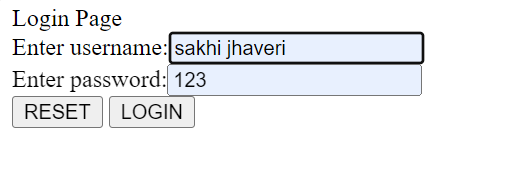 Login Page
Enter username: sakhi jhaveri
Enter password: 123
RESET LOGIN